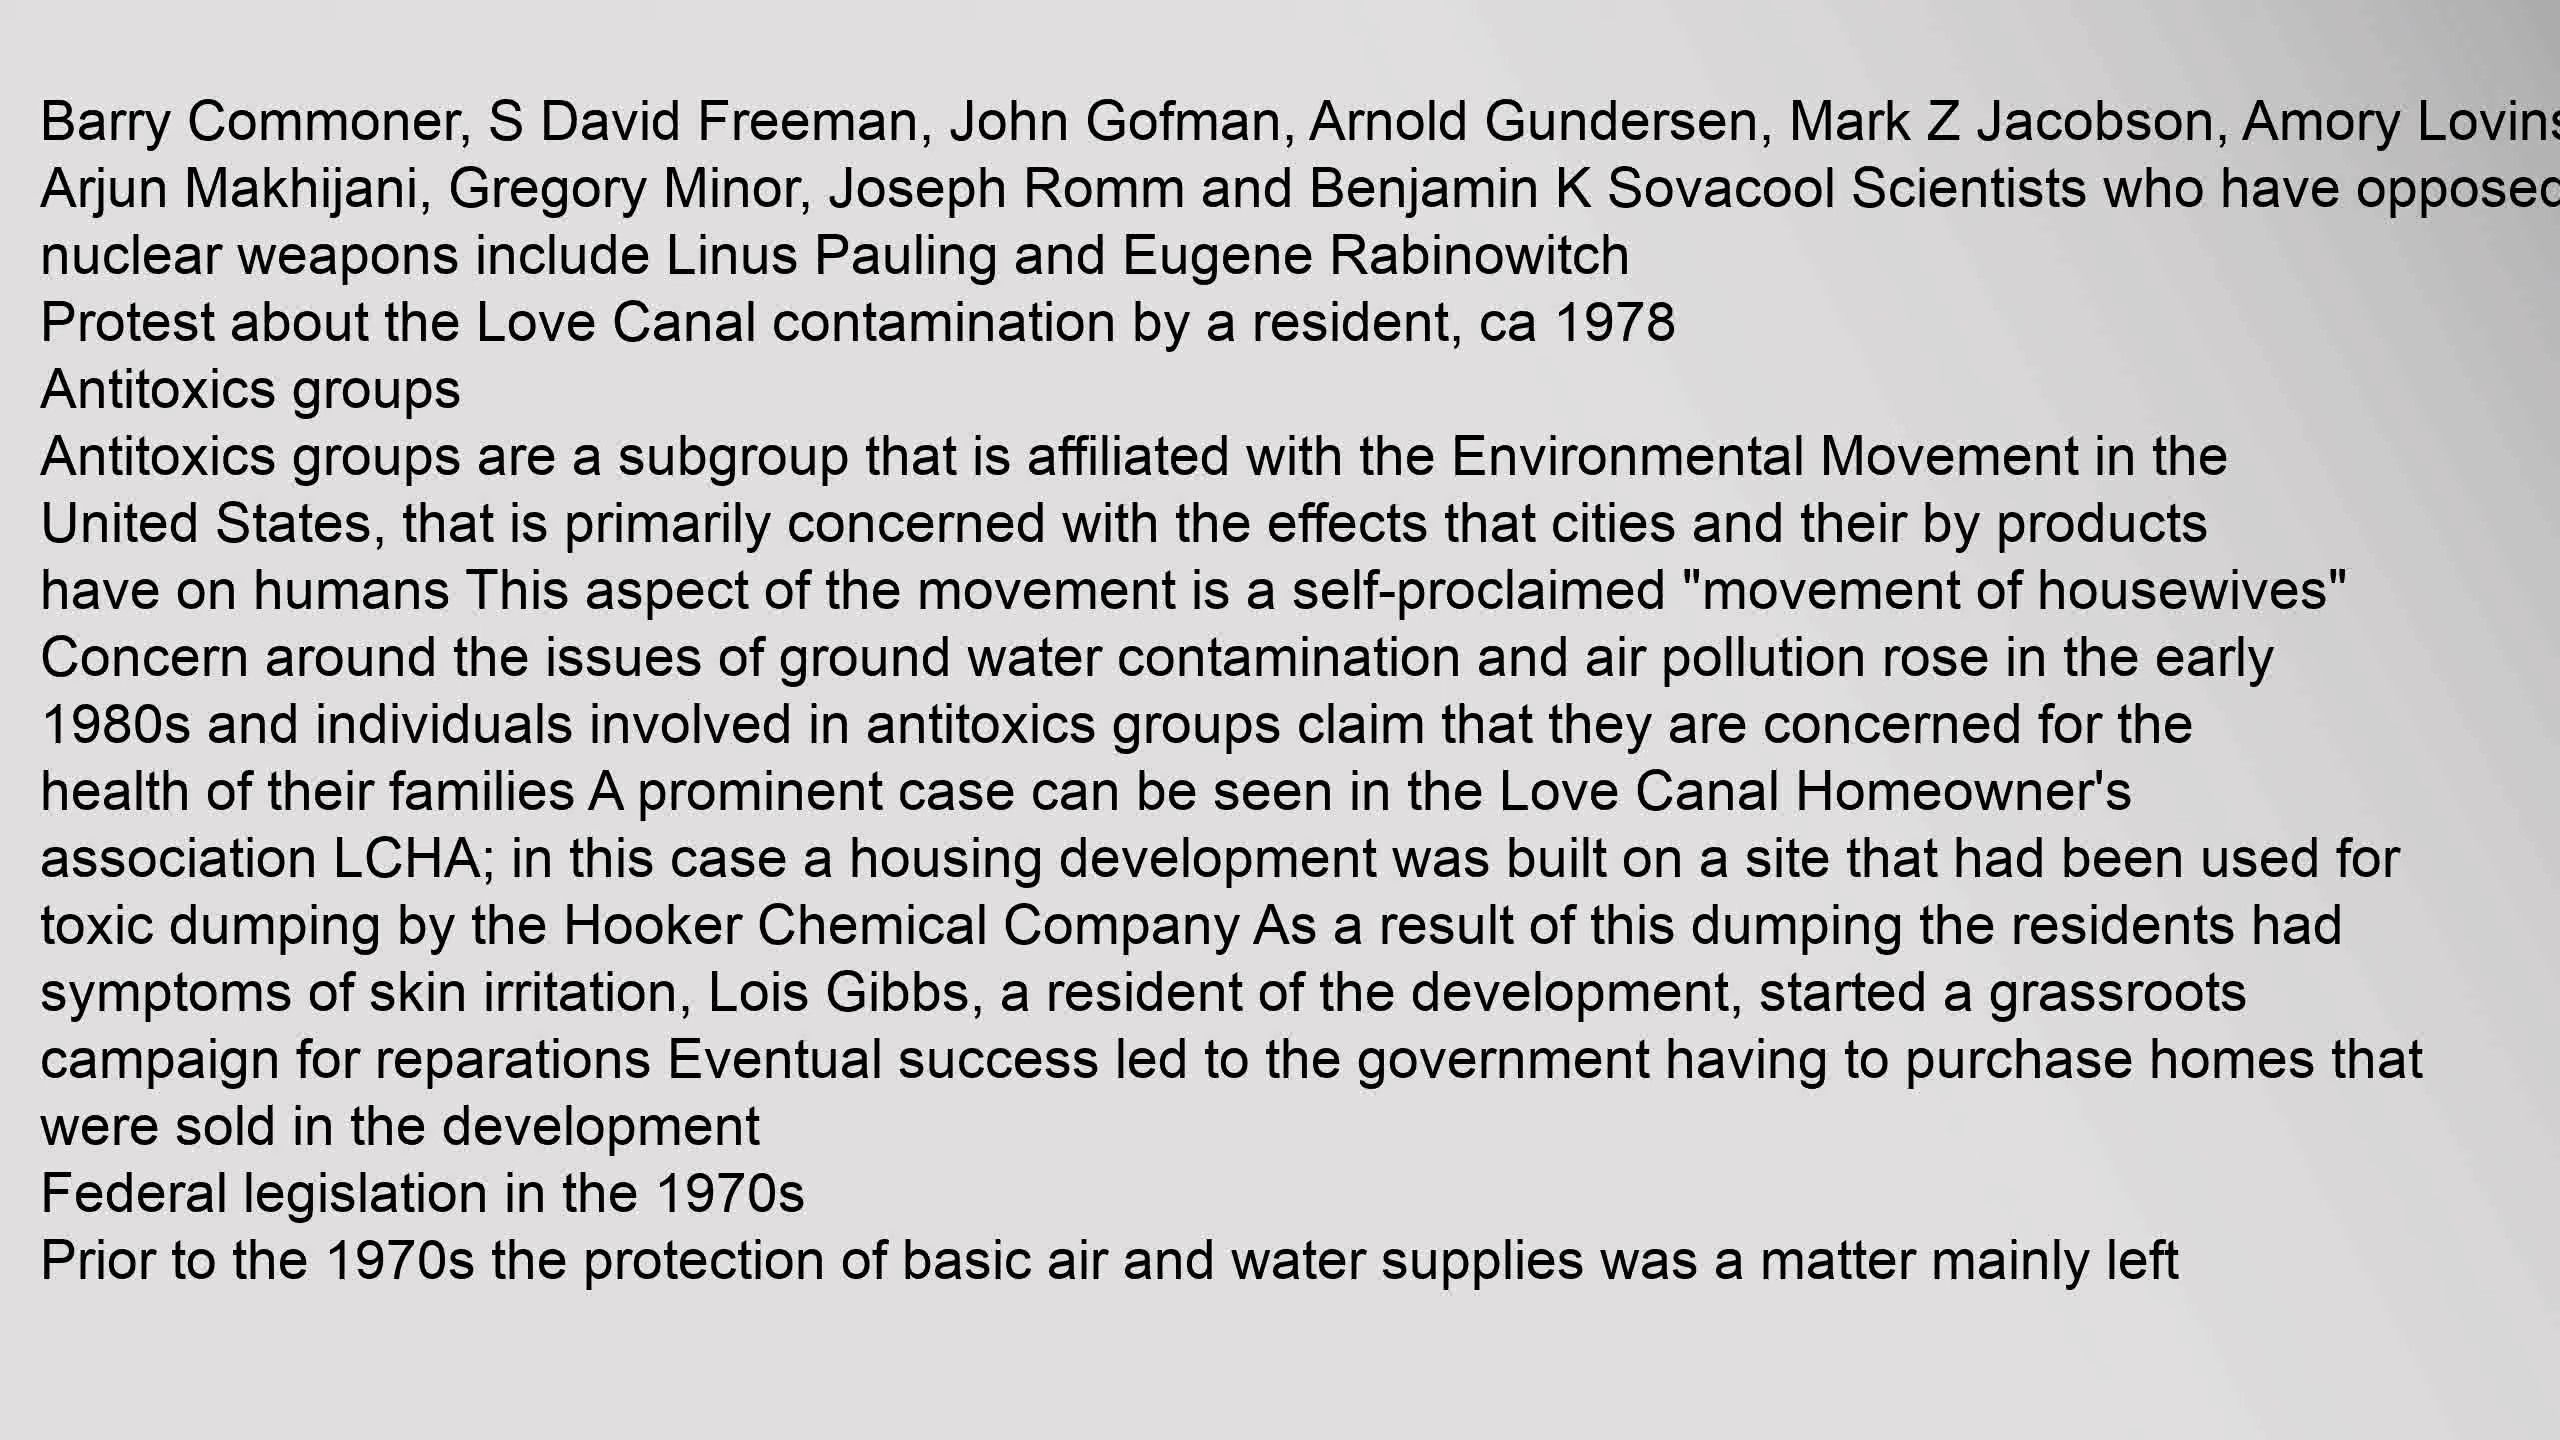 Barry Commoner, S David Freeman, John Gofman, Arnold Gundersen, Mark Z Jacobson, Amory Lovins
Arjun Makhijani, Gregory Minor, Joseph Romm and Benjamin K Sovacool Scientists who have opposed
nuclear weapons include Linus Pauling and Eugene Rabinowitch
Protest about the Love Canal contamination by a resident, ca 1978
Antitoxics groups
Antitoxics groups are a subgroup that is affiliated with the Environmental Movement in the
United States, that is primarily concerned with the effects that cities and their by products
have on humans This aspect of the movement is a self-proclaimed "movement of housewives"
Concern around the issues of ground water contamination and air pollution rose in the early
1980s and individuals involved in antitoxics groups claim that they are concerned for the
health of their families A prominent case can be seen in the Love Canal Homeowner's
association LCHA; in this case a housing development was built on a site that had been used for
toxic dumping by the Hooker Chemical Company As a result of this dumping the residents had
symptoms of skin irritation, Lois Gibbs, a resident of the development, started a grassroots
campaign for reparations Eventual success led to the government having to purchase homes that
were sold in the development
Federal legislation in the 1970s
Prior to the 1970s the protection of basic air and water supplies was a matter mainly left